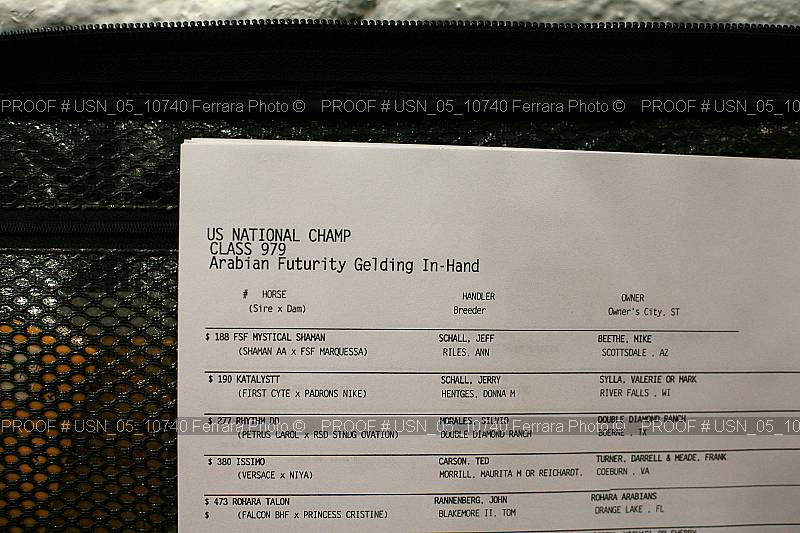 PROOF # USN_05_10740 Ferrara Photo © PROOF # USN_05_10740 Ferrara Photo © PROOF # USN_05_10
US NATIONAL CHAMP
CLASS 979
Arabian Futurity Gelding In-Hand
# HORSE HANDLER OWNER
(Sire x Dam) Breeder Owner's City, ST
$ 188 FSF MYSTICAL SHAMAN SCHALL, JEFF BEETHE, MIKE
(SHAMAN AA x FSF MARQUESSA) RILES, ANN SCOTTSDALE , AZ
$ 190 KATALYSTT SCHALL, JERRY SYLLA, VALERIE OR MARK
(FIRST CYTE x PADRONS NIKE) HENTGES, DONNA M RIVER FALLS , WI
$ 277 RHYTHM DD MORALES, SILVIO DOUBLE DIAMOND RANCH
PROOF # USN_05_10740 Ferrara Photo © PROOF # USN_05_10740 Ferrara Photo © PROOF # USN_05_10
(PETRUS CAROL x RSD STNDG OVATION) DOUBLE DIAMOND RANCH BOERNE , TX
$ 380 ISSIMO CARSON, TED TURNER, DARRELL & MEADE, FRANK
(VERSACE x NIYA) MORRILL, MAURITA M OR REICHARDT, COEBURN , VA
$ 473 ROHARA TALON RANNENBERG, JOHN ROHARA ARABIANS
$ (FALCON BHF x PRINCESS CRISTINE) BLAKEMORE II, TOM ORANGE LAKE , FL